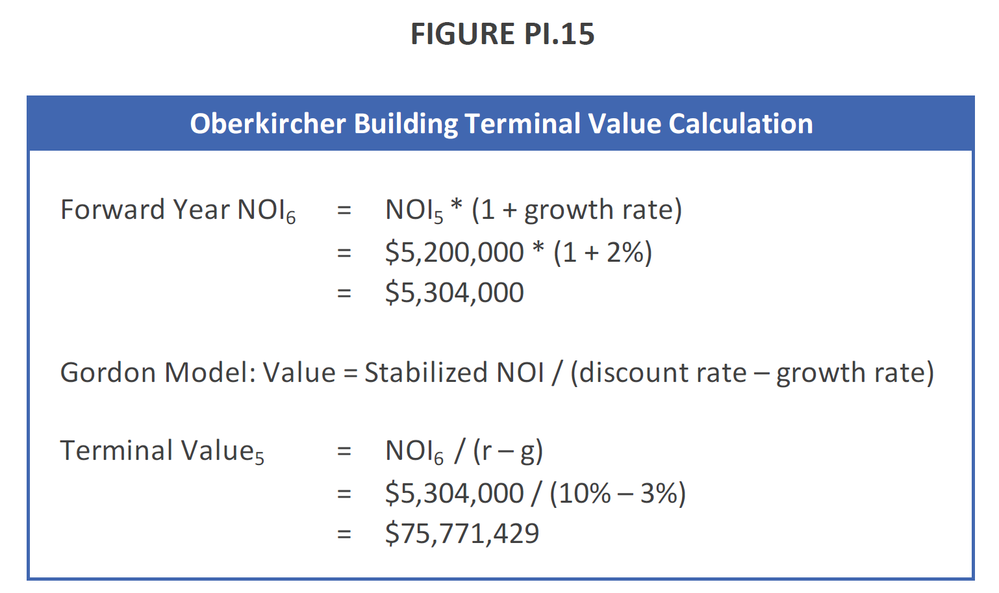 FIGURE PI.15
Oberkircher Building Terminal Value Calculation
Forward Year NOI₆ = NOI₅ * (1 + growth rate)
= $5,200,000 * (1 + 2%)
= $5,304,000
Gordon Model: Value = Stabilized NOI / (discount rate – growth rate)
Terminal Value₅ = NOI₆ / (r – g)
= $5,304,000 / (10% – 3%)
= $75,771,429